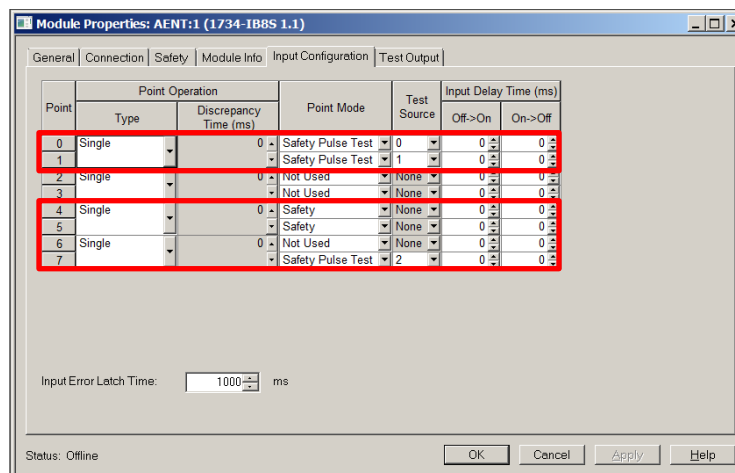 Module Properties: AENT:1 (1734-IB8S 1.1)
General Connection Safety Module Info Input Configuration Test Output
Point Operation Input Delay Time (ms)
Point Type Discrepancy Time (ms) Point Mode Test Source Off->On On->Off
0 Single 0 Safety Pulse Test 0 0 0
1 Safety Pulse Test 1 0 0
2 Single 0 Not Used None 0 0
3 Not Used None 0 0
4 Single 0 Safety None 0 0
5 Safety None 0 0
6 Single 0 Not Used None 0 0
7 Safety Pulse Test 2 0 0
Input Error Latch Time: 1000 ms
Status: Offline OK Cancel Apply Help